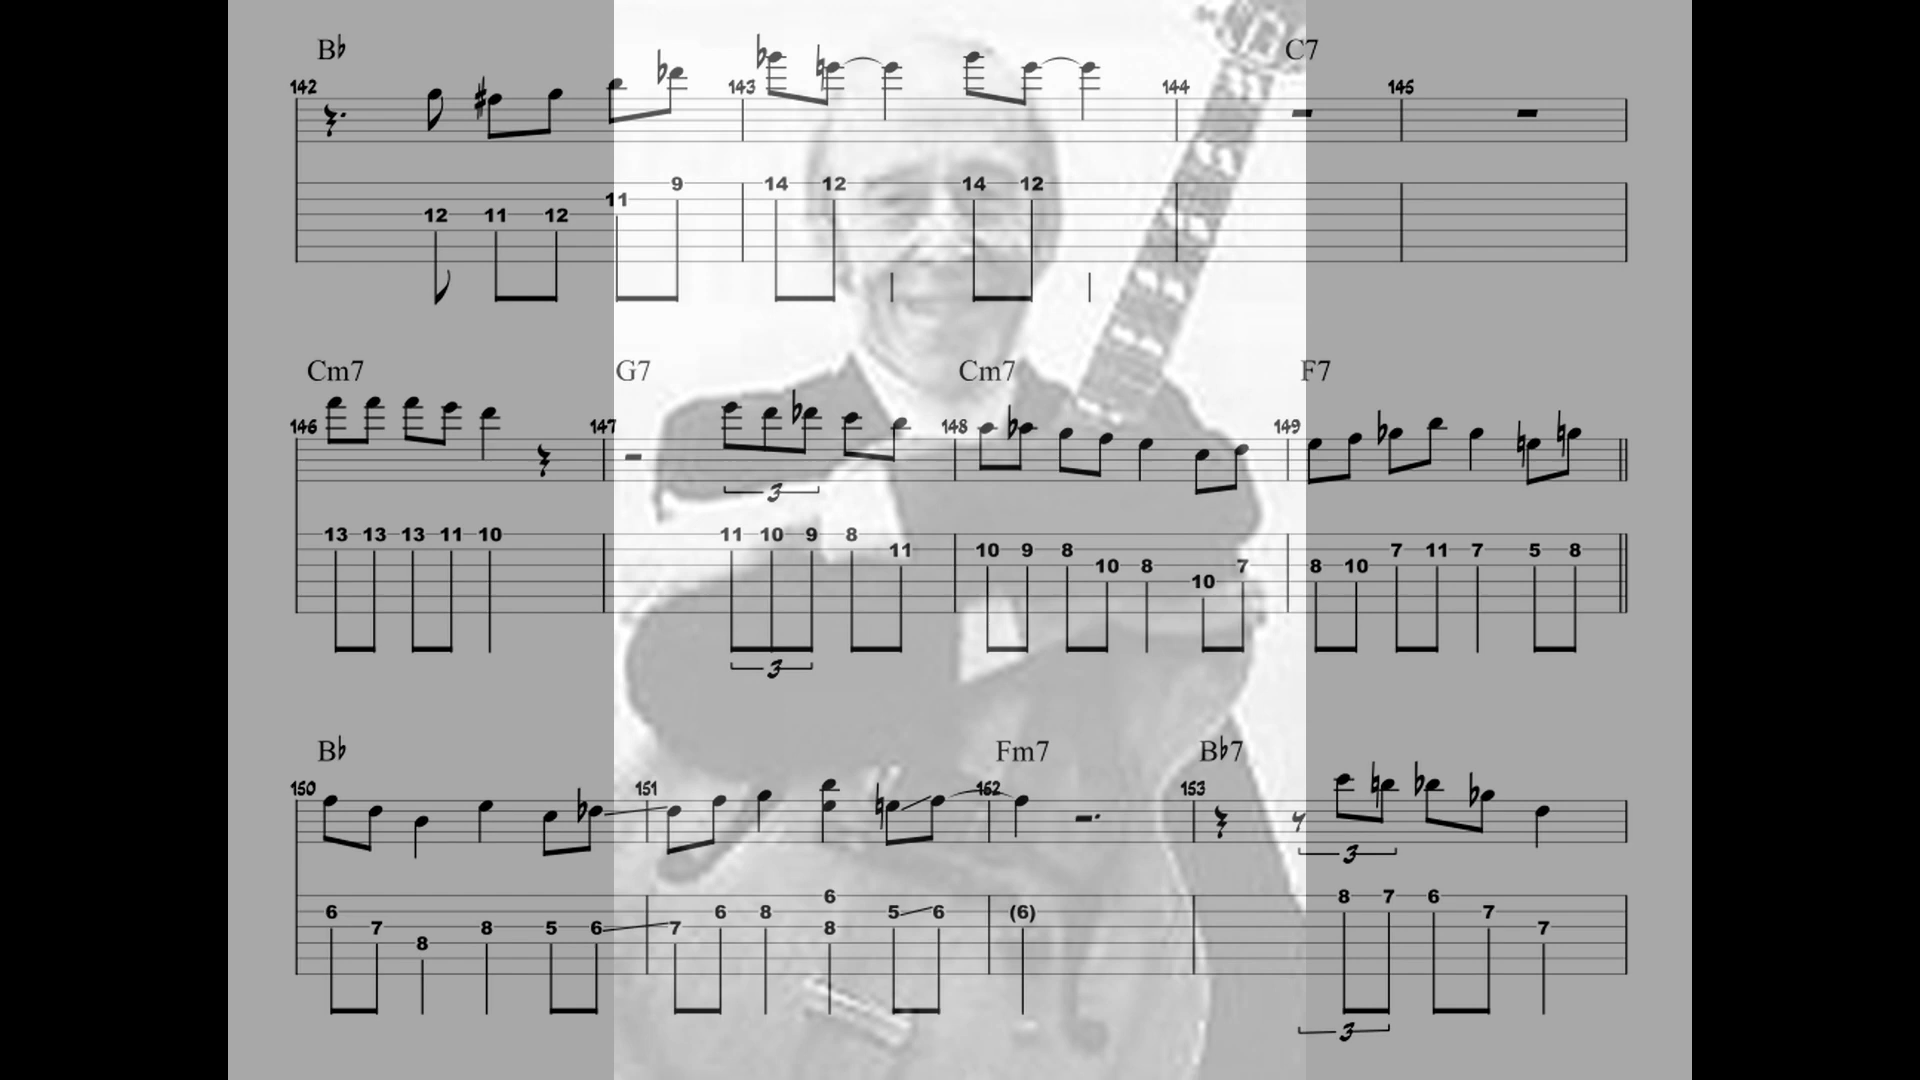 B♭ C7
142 143 144 145
12 11 12 11 9 14 12 14 12
Cm7 G7 Cm7 F7
146 147 148 149
3
13 13 13 11 10 11 10 9 8 11 10 9 8 10 8 10 7 8 10 7 11 7 5 8
3
B♭ Fm7 B♭7
150 151 152 153
3
6 7 8 8 5 6 7 6 8 6 8 5 6 (6) 8 7 6 7 7
3